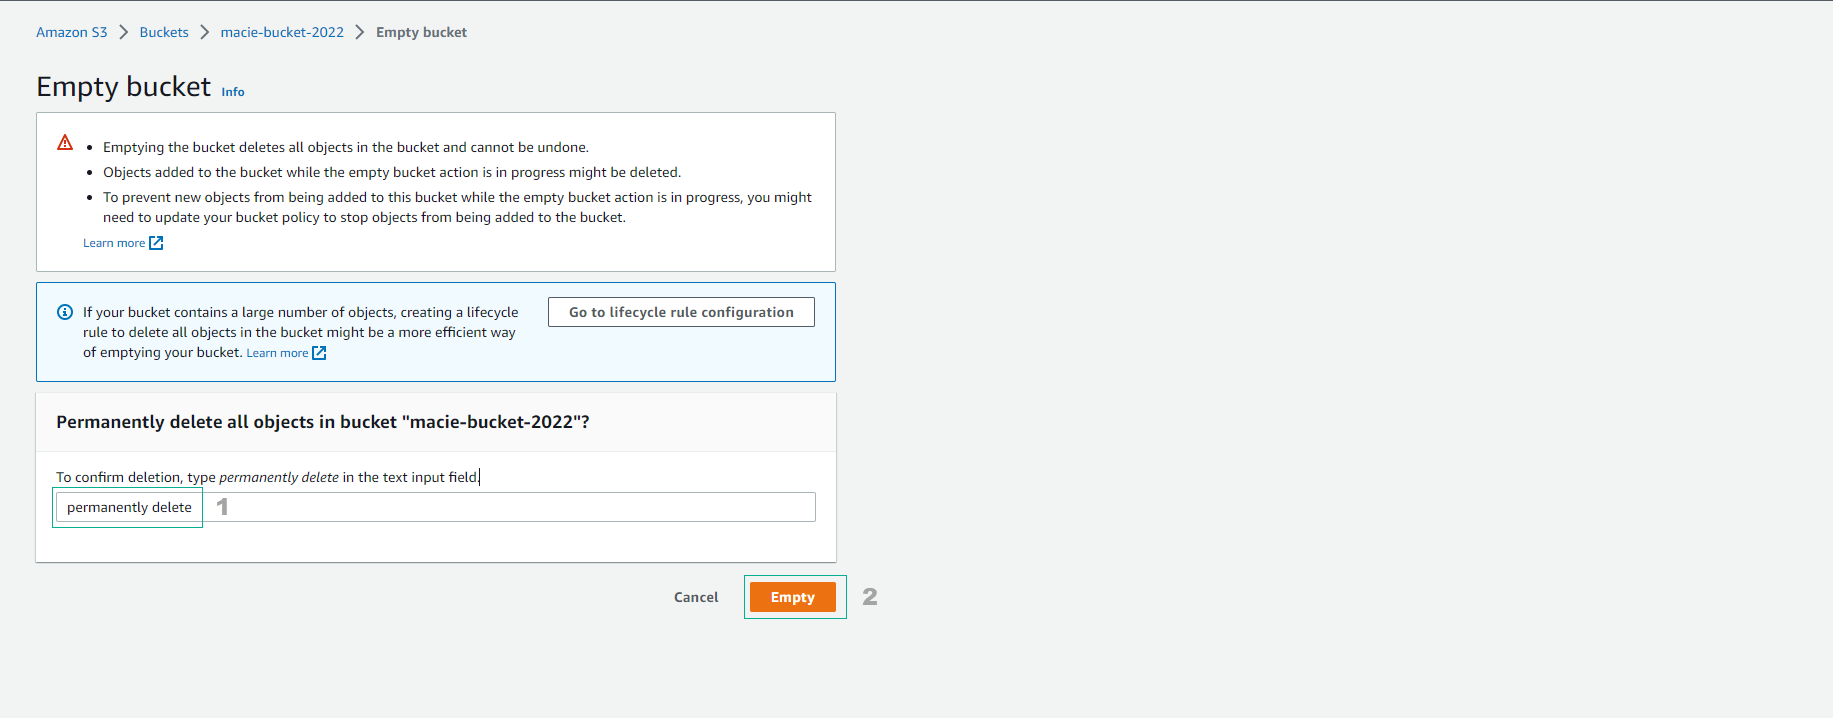 Amazon S3 > Buckets > macie-bucket-2022 > Empty bucket
Empty bucket Info
• Emptying the bucket deletes all objects in the bucket and cannot be undone.
• Objects added to the bucket while the empty bucket action is in progress might be deleted.
• To prevent new objects from being added to this bucket while the empty bucket action is in progress, you might
need to update your bucket policy to stop objects from being added to the bucket.
Learn more
If your bucket contains a large number of objects, creating a lifecycle
rule to delete all objects in the bucket might be a more efficient way
of emptying your bucket. Learn more
Go to lifecycle rule configuration
Permanently delete all objects in bucket "macie-bucket-2022"?
To confirm deletion, type permanently delete in the text input field.
permanently delete 1
Cancel Empty 2